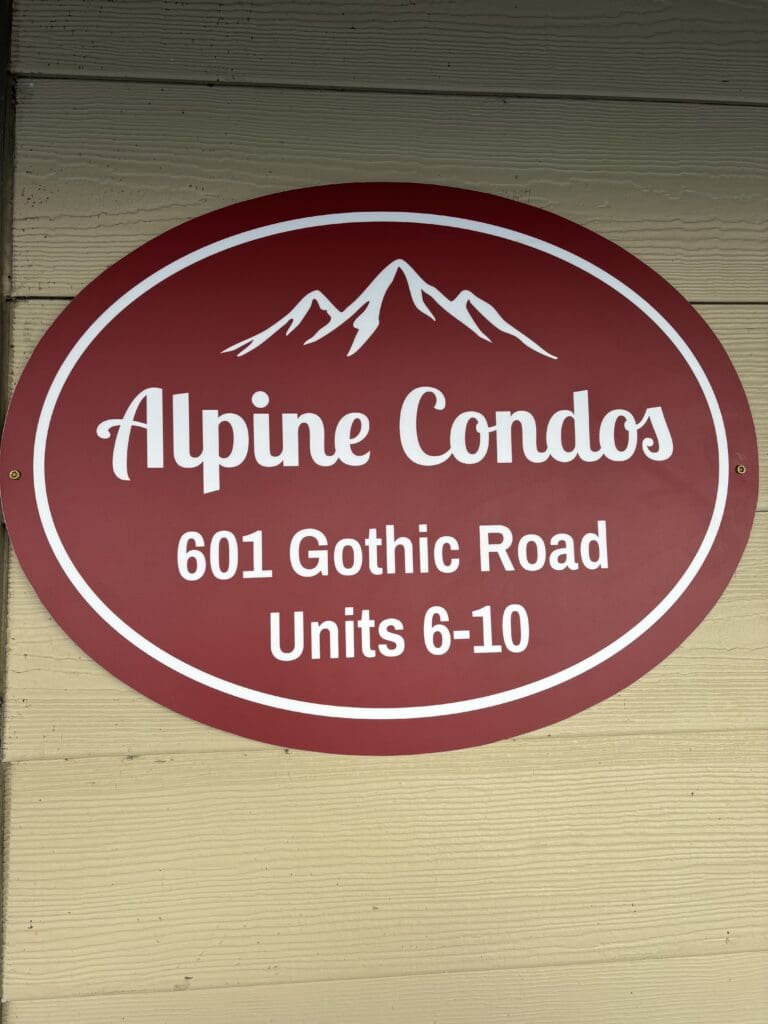 Alpine Condos
601 Gothic Road
Units 6-10